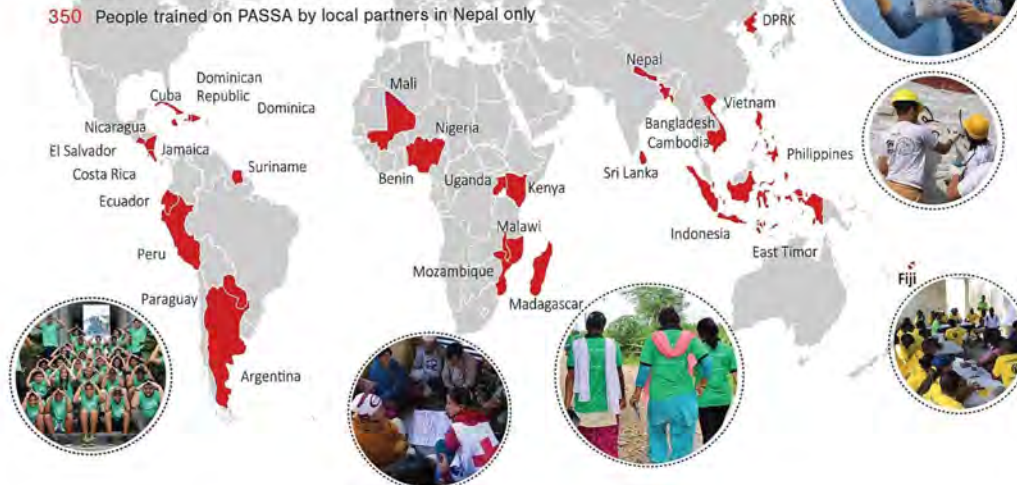 350 People trained on PASSA by local partners in Nepal only
DPRK
Nepal
Mali
Dominican
Republic
Cuba
Dominica
Vietnam
Nigeria
Nicaragua
Bangladesh
Cambodia
El Salvador
Jamaica
Philippines
Costa Rica
Suriname
Benin
Uganda
Kenya
Sri Lanka
Ecuador
Malawi
Indonesia
Peru
East Timor
Mozambique
Fiji
Paraguay
Madagascar
Argentina